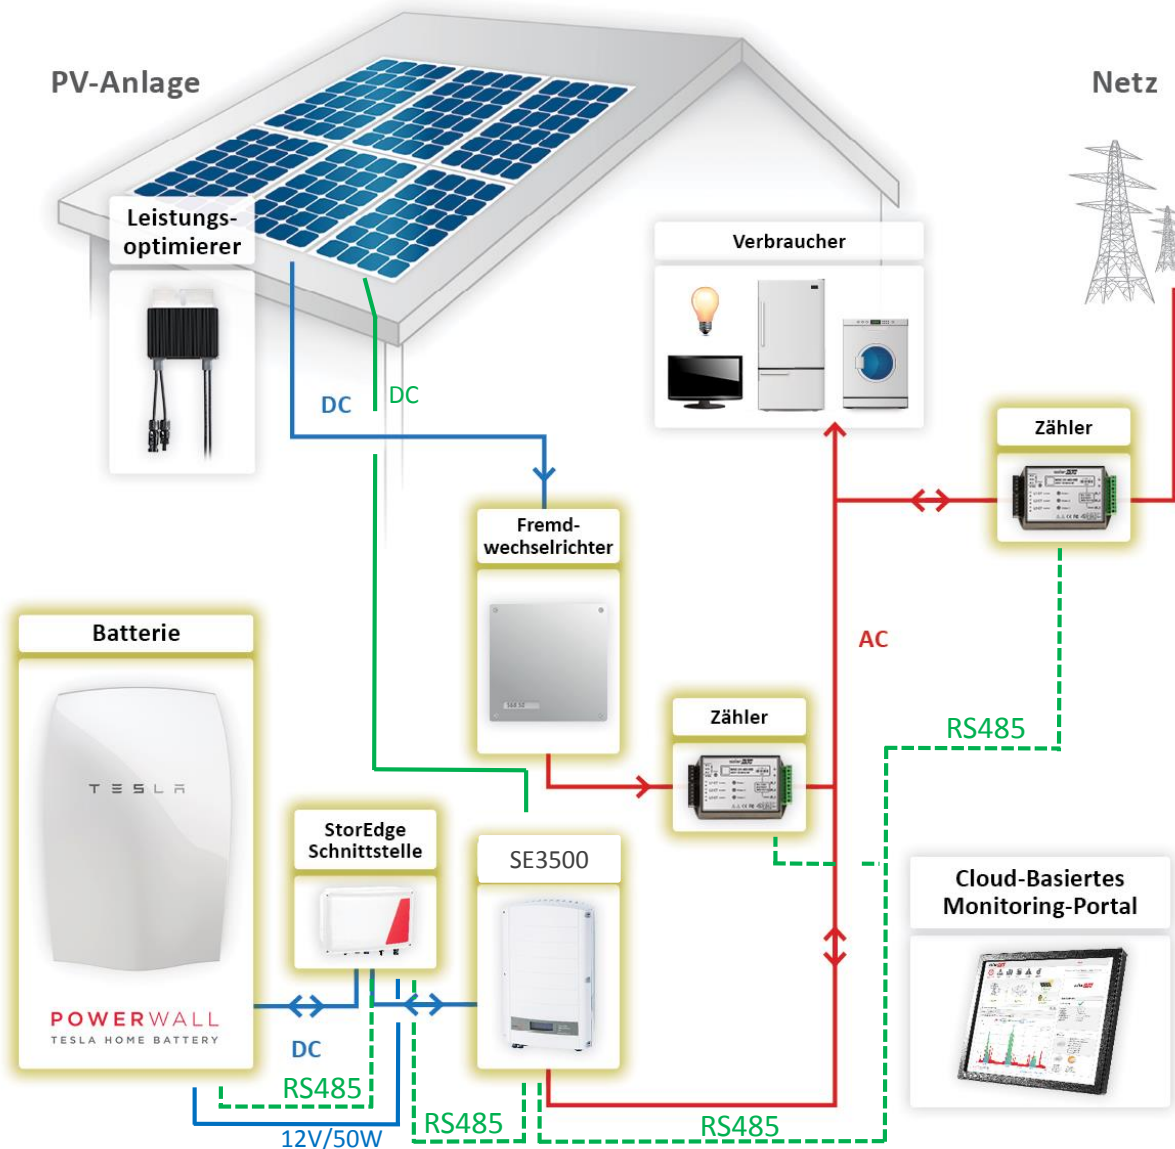 PV-Anlage
Netz
Leistungs-
optimierer
Verbraucher
DC
DC
Zähler
Fremd-
wechselrichter
Batterie
AC
Zähler
RS485
TESLA
StorEdge
Schnittstelle
SE3500
Cloud-Basiertes
Monitoring-Portal
POWERWALL
TESLA HOME BATTERY
DC
RS485
RS485
RS485
12V/50W